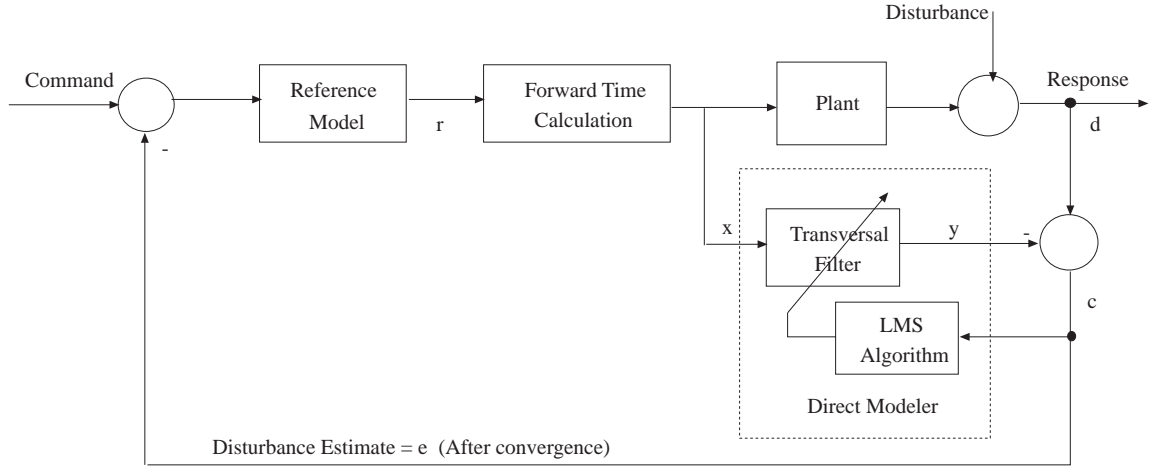 Disturbance
Command
Reference
Model
r
Forward Time
Calculation
Plant
Response
d
-
x
Transversal
Filter
y
-
c
LMS
Algorithm
Direct Modeler
Disturbance Estimate = e (After convergence)